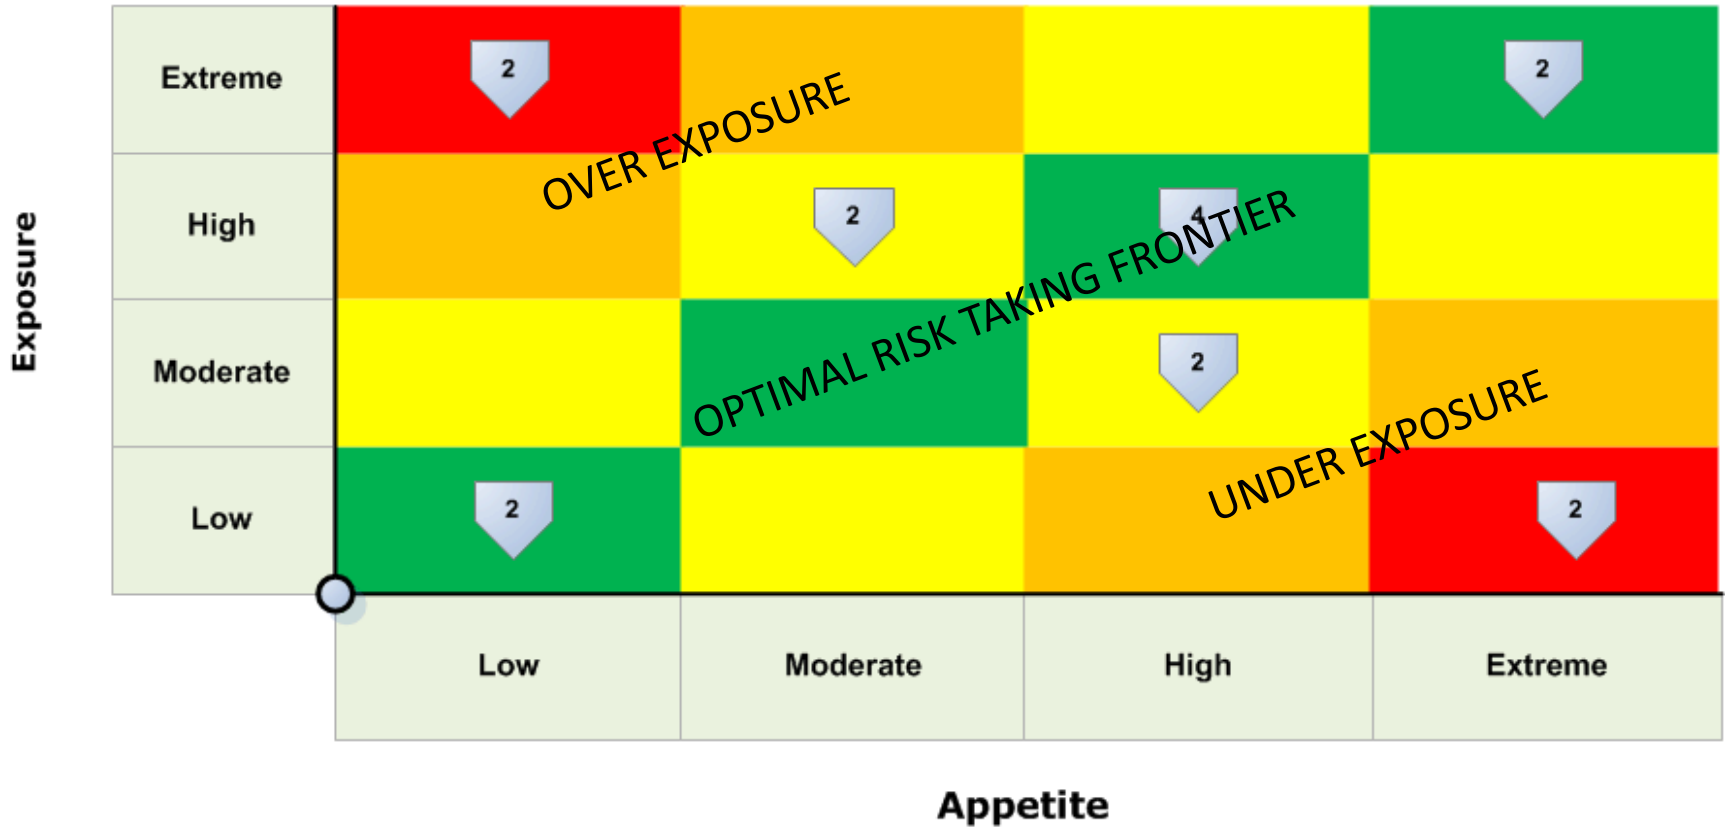 Exposure
Extreme
2
2
OVER EXPOSURE
High
2
4
OPTIMAL RISK TAKING FRONTIER
Moderate
2
UNDER EXPOSURE
Low
2
2
Low
Moderate
High
Extreme
Appetite